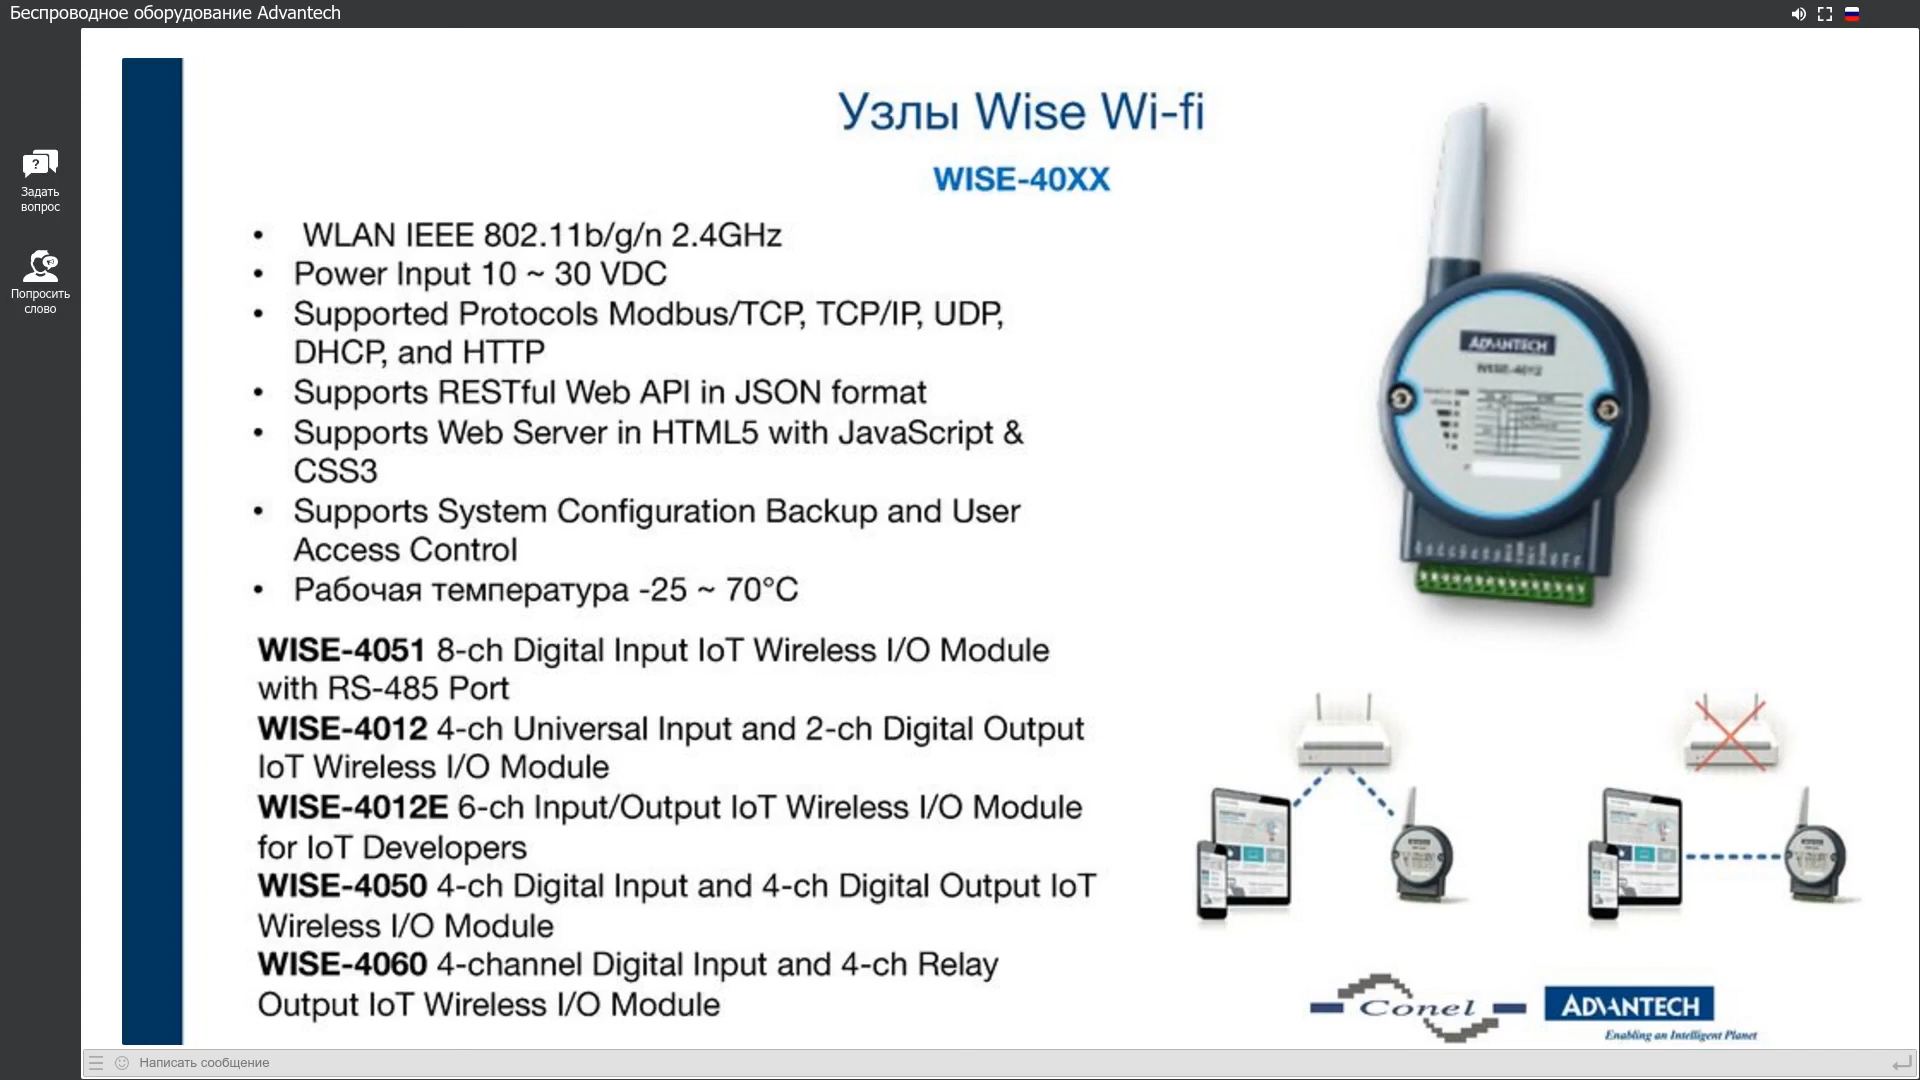 Беспроводное оборудование Advantech
Задать
вопрос
Попросить
слово
Узлы Wise Wi-fi
WISE-40XX
• WLAN IEEE 802.11b/g/n 2.4GHz
• Power Input 10 ~ 30 VDC
• Supported Protocols Modbus/TCP, TCP/IP, UDP,
DHCP, and HTTP
• Supports RESTful Web API in JSON format
• Supports Web Server in HTML5 with JavaScript &
CSS3
• Supports System Configuration Backup and User
Access Control
• Рабочая температура -25 ~ 70°C
WISE-4051 8-ch Digital Input IoT Wireless I/O Module
with RS-485 Port
WISE-4012 4-ch Universal Input and 2-ch Digital Output
IoT Wireless I/O Module
WISE-4012E 6-ch Input/Output IoT Wireless I/O Module
for IoT Developers
WISE-4050 4-ch Digital Input and 4-ch Digital Output IoT
Wireless I/O Module
WISE-4060 4-channel Digital Input and 4-ch Relay
Output IoT Wireless I/O Module
ADVANTECH
WISE-4012
Conel
ADVANTECH
Enabling an Intelligent Planet
Написать сообщение